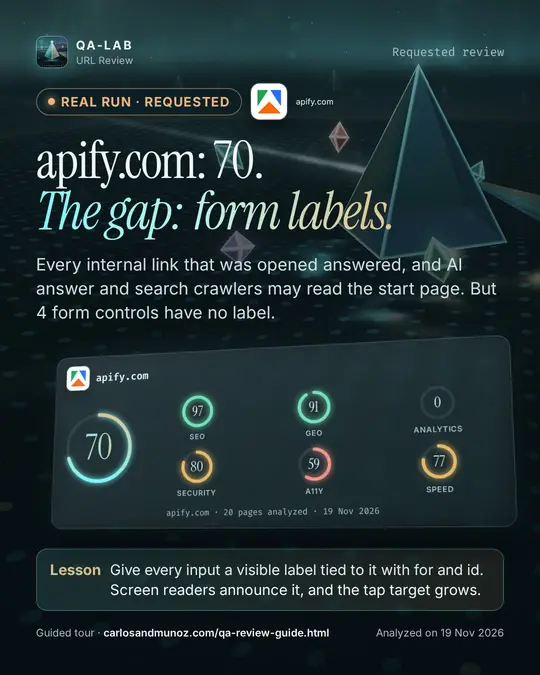 QA-LAB
URL Review
Requested review
REAL RUN · REQUESTED
apify.com
apify.com: 70.
The gap: form labels.
Every internal link that was opened answered, and AI
answer and search crawlers may read the start page. But
4 form controls have no label.
apify.com
70
97
SEO
91
GEO
0
ANALYTICS
80
SECURITY
59
A11Y
77
SPEED
apify.com · 20 pages analyzed · 19 Nov 2026
Lesson Give every input a visible label tied to it with for and id.
Screen readers announce it, and the tap target grows.
Guided tour · carlosandmunoz.com/qa-review-guide.html
Analyzed on 19 Nov 2026